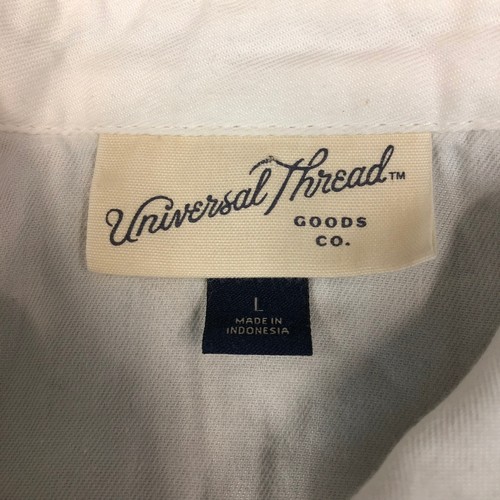 Universal Thread™
GOODS
CO.
L
MADE IN
INDONESIA